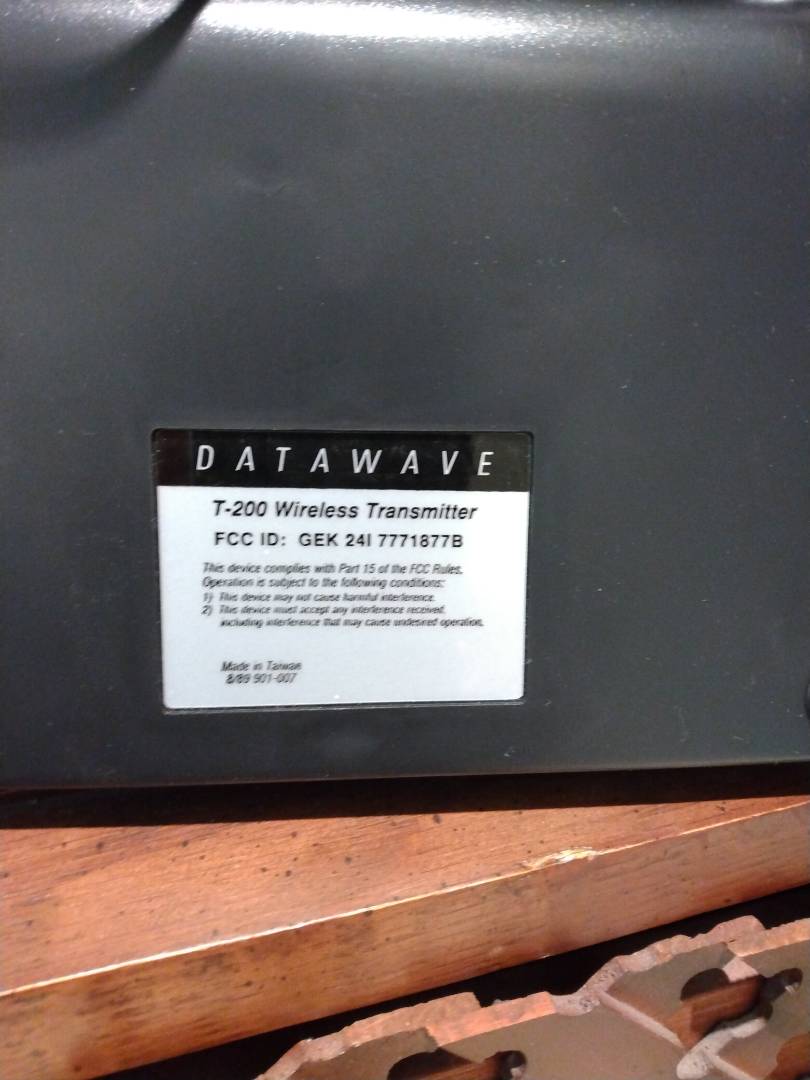 DATAWAVE
T-200 Wireless Transmitter
FCC ID: GEK 24I 7771877B
This device complies with Part 15 of the FCC Rules.
Operation is subject to the following conditions:
1) This device may not cause harmful interference.
2) This device must accept any interference received,
including interference that may cause undesired operation.
Made in Taiwan
8/89 901-007